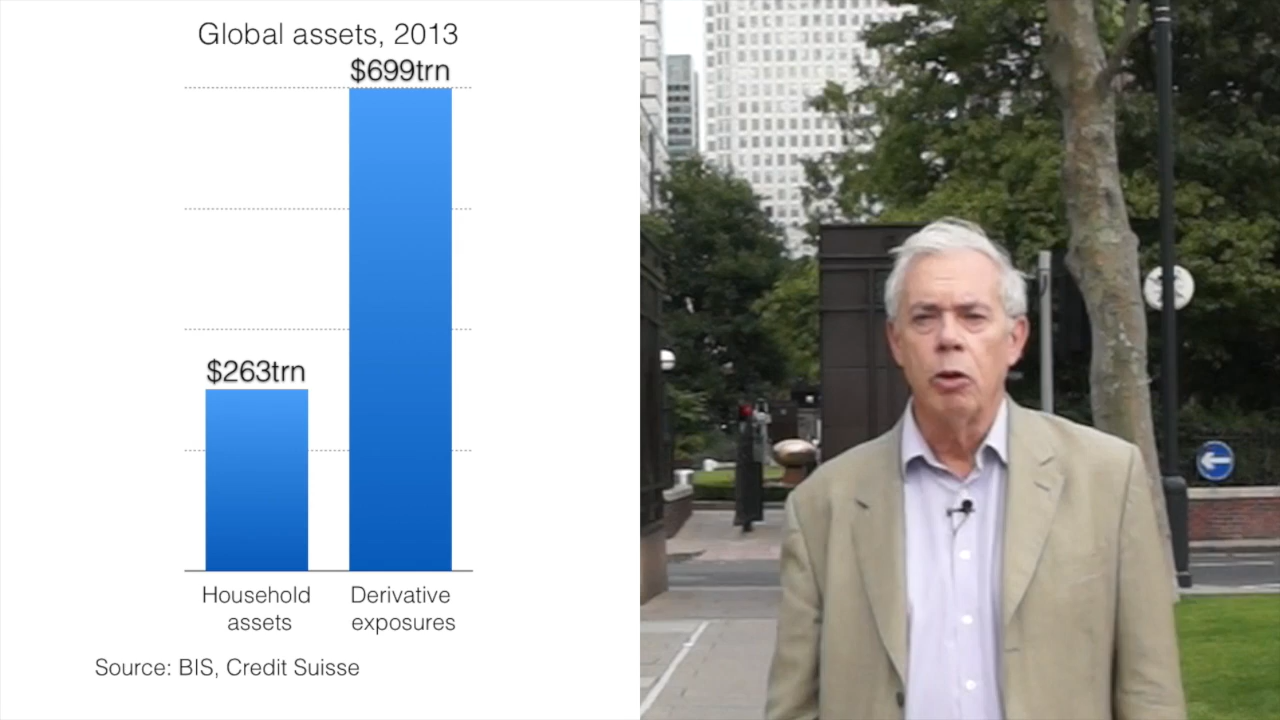 Global assets, 2013
$699trn
$263trn
Household
assets
Derivative
exposures
Source: BIS, Credit Suisse